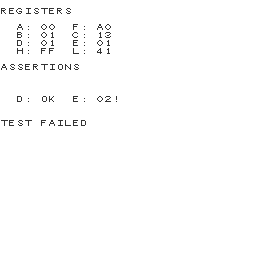 REGISTERS
A: 00 F: A0
B: 01 C: 13
D: 01 E: 01
H: FF L: 41
ASSERTIONS
D: OK E: 02!
TEST FAILED